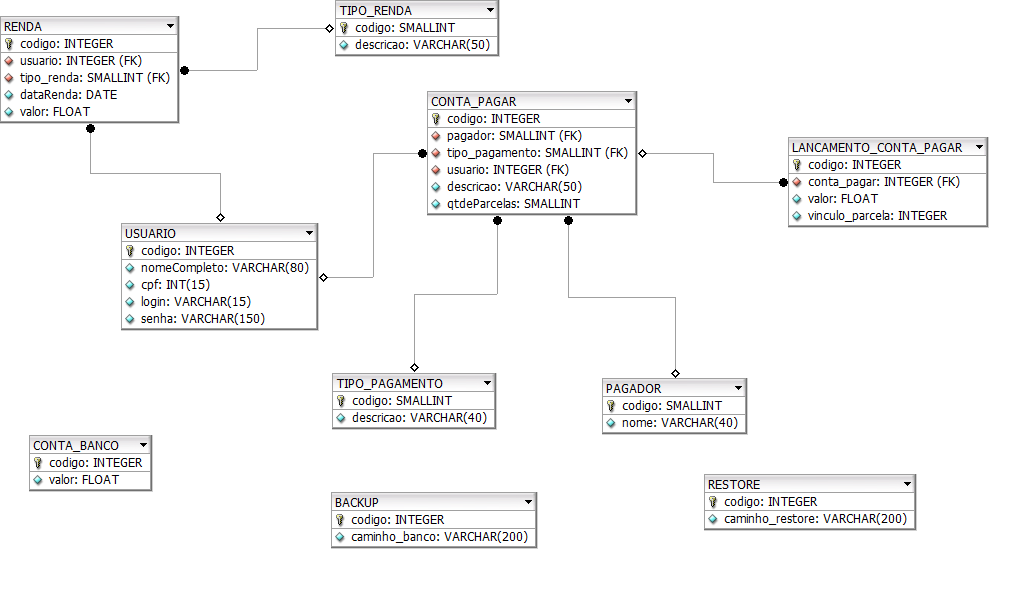 RENDA
codigo: INTEGER
usuario: INTEGER (FK)
tipo_renda: SMALLINT (FK)
dataRenda: DATE
valor: FLOAT
TIPO_RENDA
codigo: SMALLINT
descricao: VARCHAR(50)
CONTA_PAGAR
codigo: INTEGER
pagador: SMALLINT (FK)
tipo_pagamento: SMALLINT (FK)
usuario: INTEGER (FK)
descricao: VARCHAR(50)
qtdeParcelas: SMALLINT
LANCAMENTO_CONTA_PAGAR
codigo: INTEGER
conta_pagar: INTEGER (FK)
valor: FLOAT
vinculo_parcela: INTEGER
USUARIO
codigo: INTEGER
nomeCompleto: VARCHAR(80)
cpf: INT(15)
login: VARCHAR(15)
senha: VARCHAR(150)
TIPO_PAGAMENTO
codigo: SMALLINT
descricao: VARCHAR(40)
PAGADOR
codigo: SMALLINT
nome: VARCHAR(40)
CONTA_BANCO
codigo: INTEGER
valor: FLOAT
BACKUP
codigo: INTEGER
caminho_banco: VARCHAR(200)
RESTORE
codigo: INTEGER
caminho_restore: VARCHAR(200)